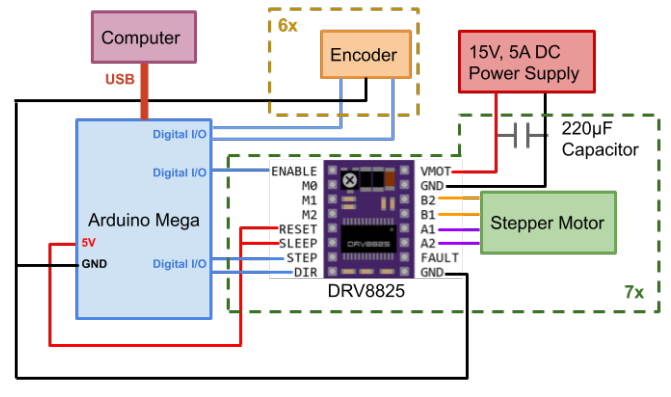 6x
Computer
Encoder
15V, 5A DC
Power Supply
USB
Digital I/O
220µF
Capacitor
Digital I/O
ENABLE
VMOT
M0
GND
M1
B2
M2
B1
Arduino Mega
Stepper Motor
RESET
A1
5V
SLEEP
DRV8825
A2
GND
Digital I/O
STEP
FAULT
DIR
GND
DRV8825
7x